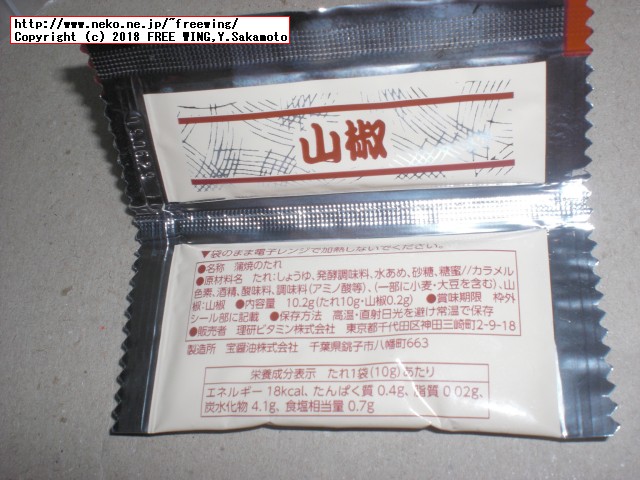 http://www.neko.ne.jp/~freewing/
Copyright (c) 2018 FREE WING,Y.Sakamoto
山椒
▼袋のまま電子レンジで加熱しないでください。
●名称 蒲焼のたれ
●原材料名 たれ:しょうゆ、発酵調味料、水あめ、砂糖、糖蜜//カラメル
色素、酒精、酸味料、調味料(アミノ酸等)、(一部に小麦・大豆を含む)、山
椒:山椒 ●内容量 10.2g(たれ10g・山椒0.2g) ●賞味期限 枠外
シール部に記載 ●保存方法 高温・直射日光を避け常温で保存
●販売者 理研ビタミン株式会社 東京都千代田区神田三崎町2-9-18
製造所 宝醤油株式会社 千葉県銚子市八幡町663
栄養成分表示 たれ1袋(10g)あたり
エネルギー 18kcal、たんぱく質 0.4g、脂質 0.02g、
炭水化物 4.1g、食塩相当量 0.7g